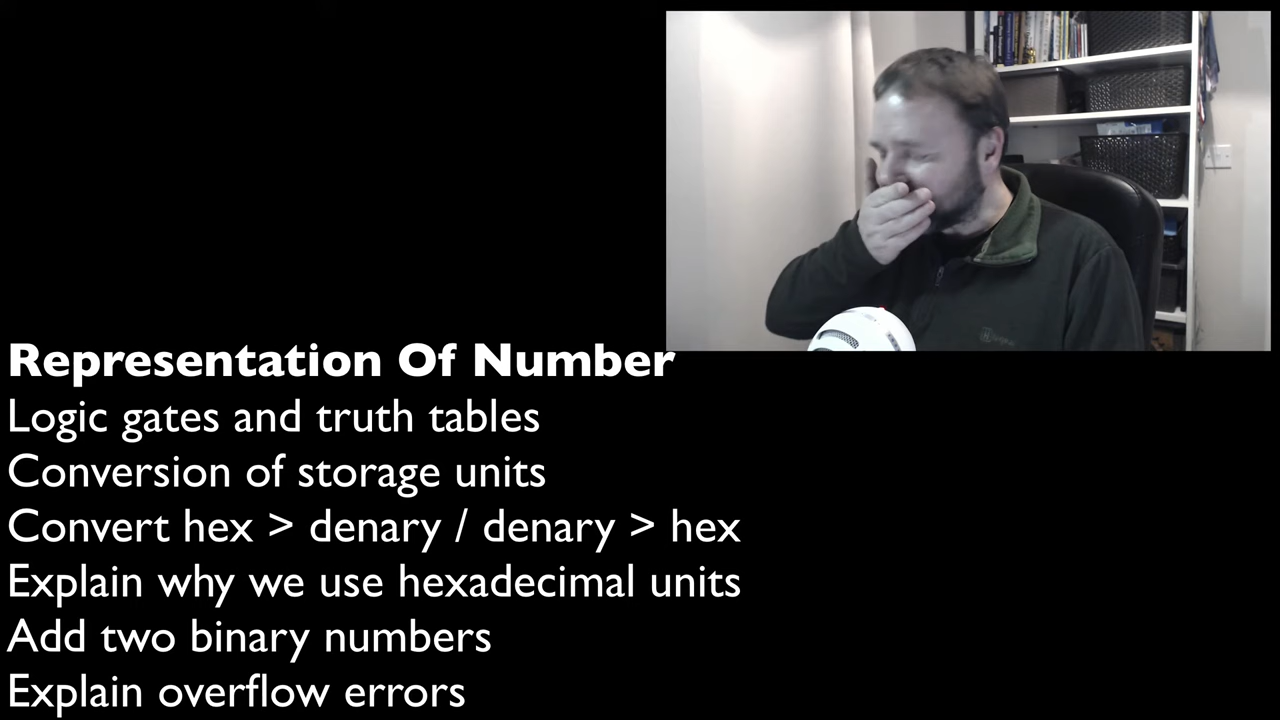 Representation Of Number
Logic gates and truth tables
Conversion of storage units
Convert hex > denary / denary > hex
Explain why we use hexadecimal units
Add two binary numbers
Explain overflow errors